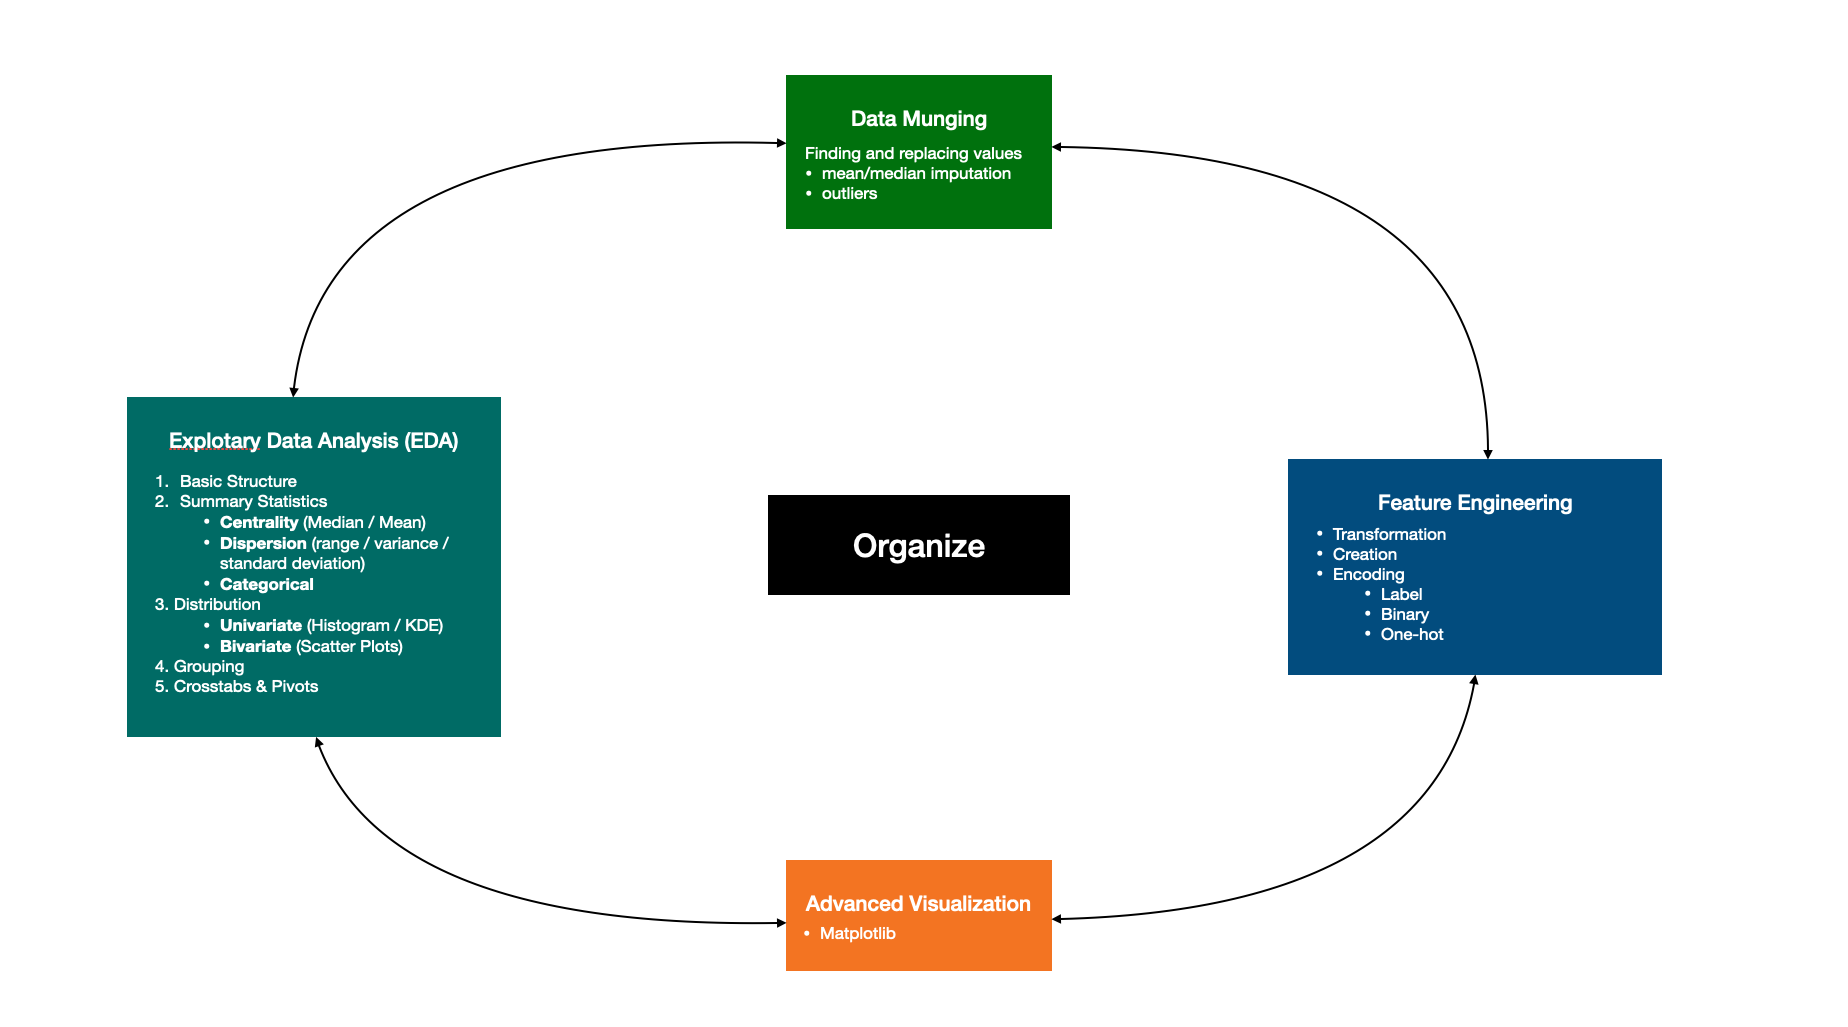 Data Munging
Finding and replacing values
• mean/median imputation
• outliers
Explotary Data Analysis (EDA)
1. Basic Structure
2. Summary Statistics
• Centrality (Median / Mean)
• Dispersion (range / variance /
standard deviation)
• Categorical
3. Distribution
• Univariate (Histogram / KDE)
• Bivariate (Scatter Plots)
4. Grouping
5. Crosstabs & Pivots
Organize
Feature Engineering
• Transformation
• Creation
• Encoding
• Label
• Binary
• One-hot
Advanced Visualization
• Matplotlib